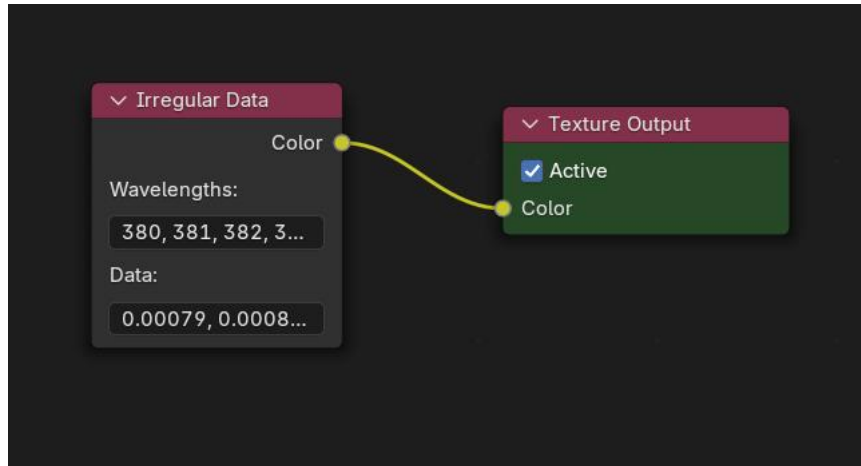 Irregular Data
Color
Wavelengths:
380, 381, 382, 3...
Data:
0.00079, 0.0008...
Texture Output
Active
Color